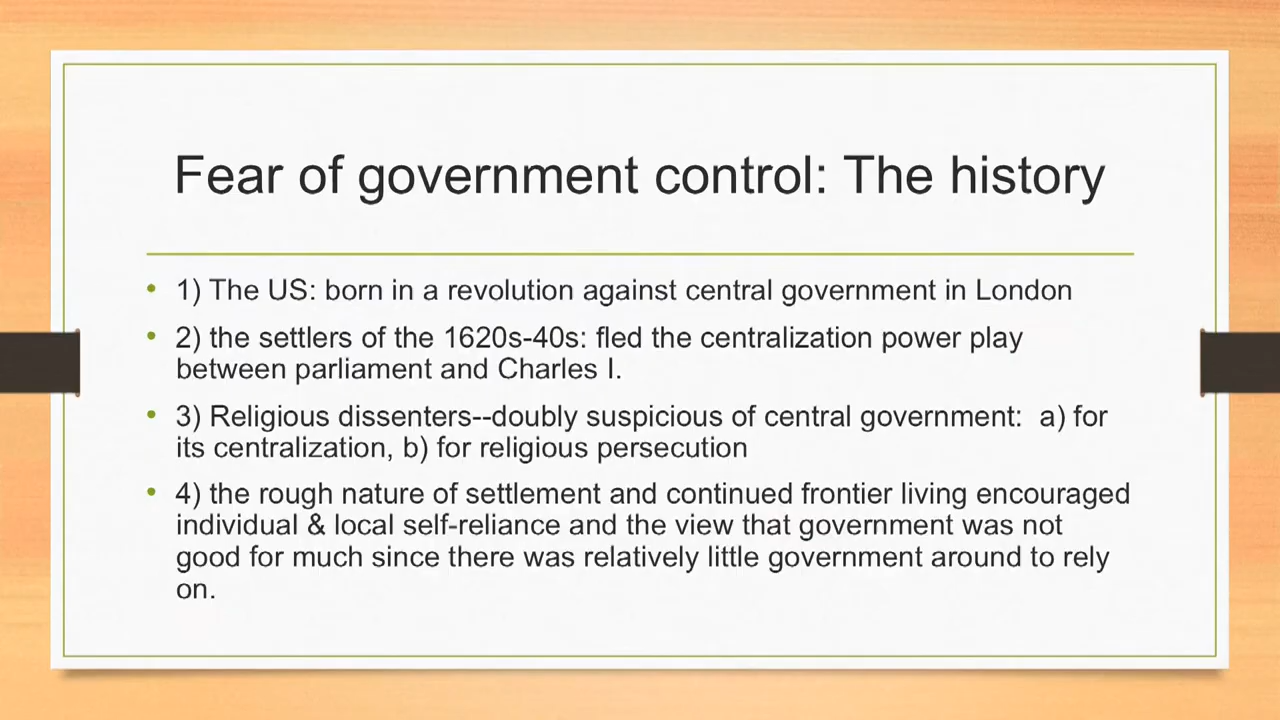 Fear of government control: The history
• 1) The US: born in a revolution against central government in London
• 2) the settlers of the 1620s-40s: fled the centralization power play
between parliament and Charles I.
• 3) Religious dissenters--doubly suspicious of central government:  a) for
its centralization, b) for religious persecution
• 4) the rough nature of settlement and continued frontier living encouraged
individual & local self-reliance and the view that government was not
good for much since there was relatively little government around to rely
on.